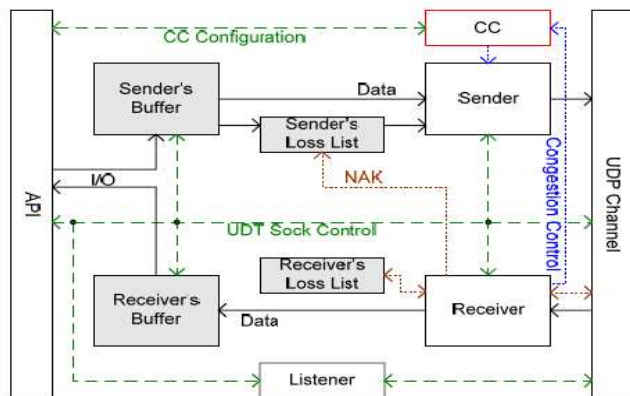 CC
CC Configuration
Sender's
Buffer
Data
Sender
Sender's
Loss List
NAK
I/O
API
UDT Sock Control
Congestion Control
UDP Channel
Receiver's
Loss List
Receiver's
Buffer
Data
Receiver
Listener